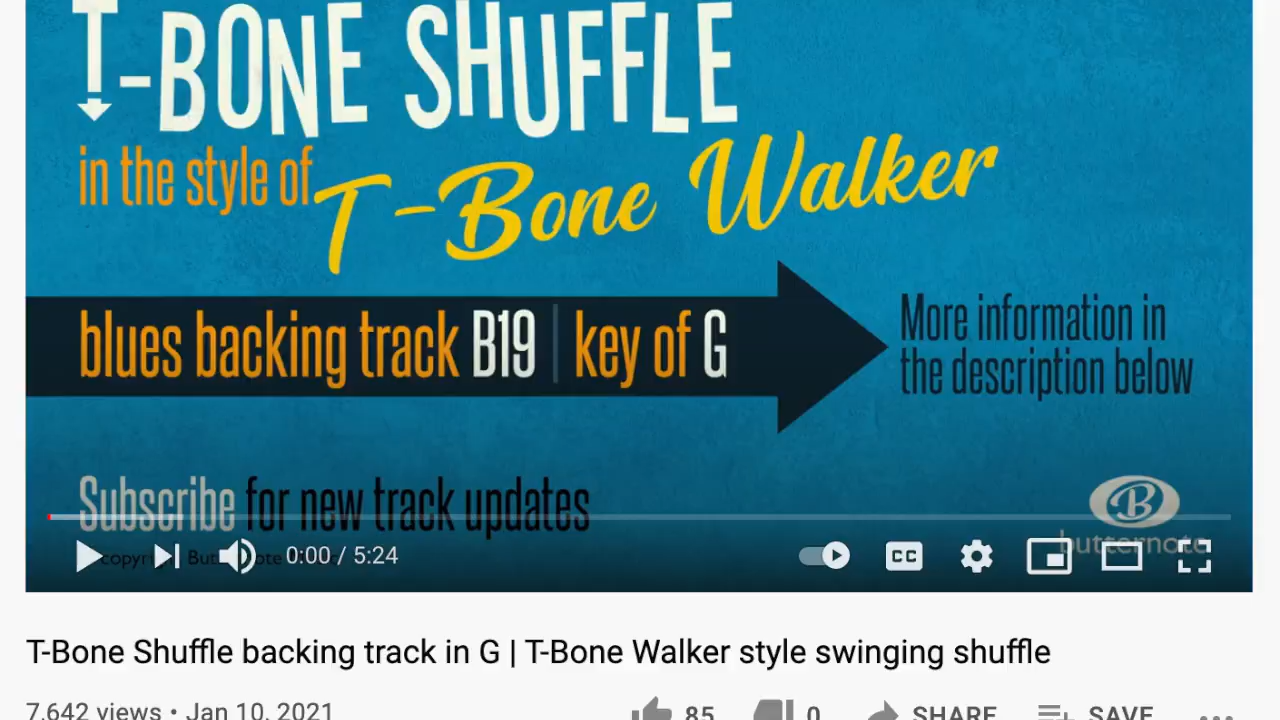 T-BONE SHUFFLE
in the style of T-Bone Walker
blues backing track B19 | key of G
More information in
the description below
Subscribe for new track updates
B
butternote
0:00 / 5:24
CC
T-Bone Shuffle backing track in G | T-Bone Walker style swinging shuffle
7,642 views • Jan 10, 2021
85
0
SHARE
SAVE